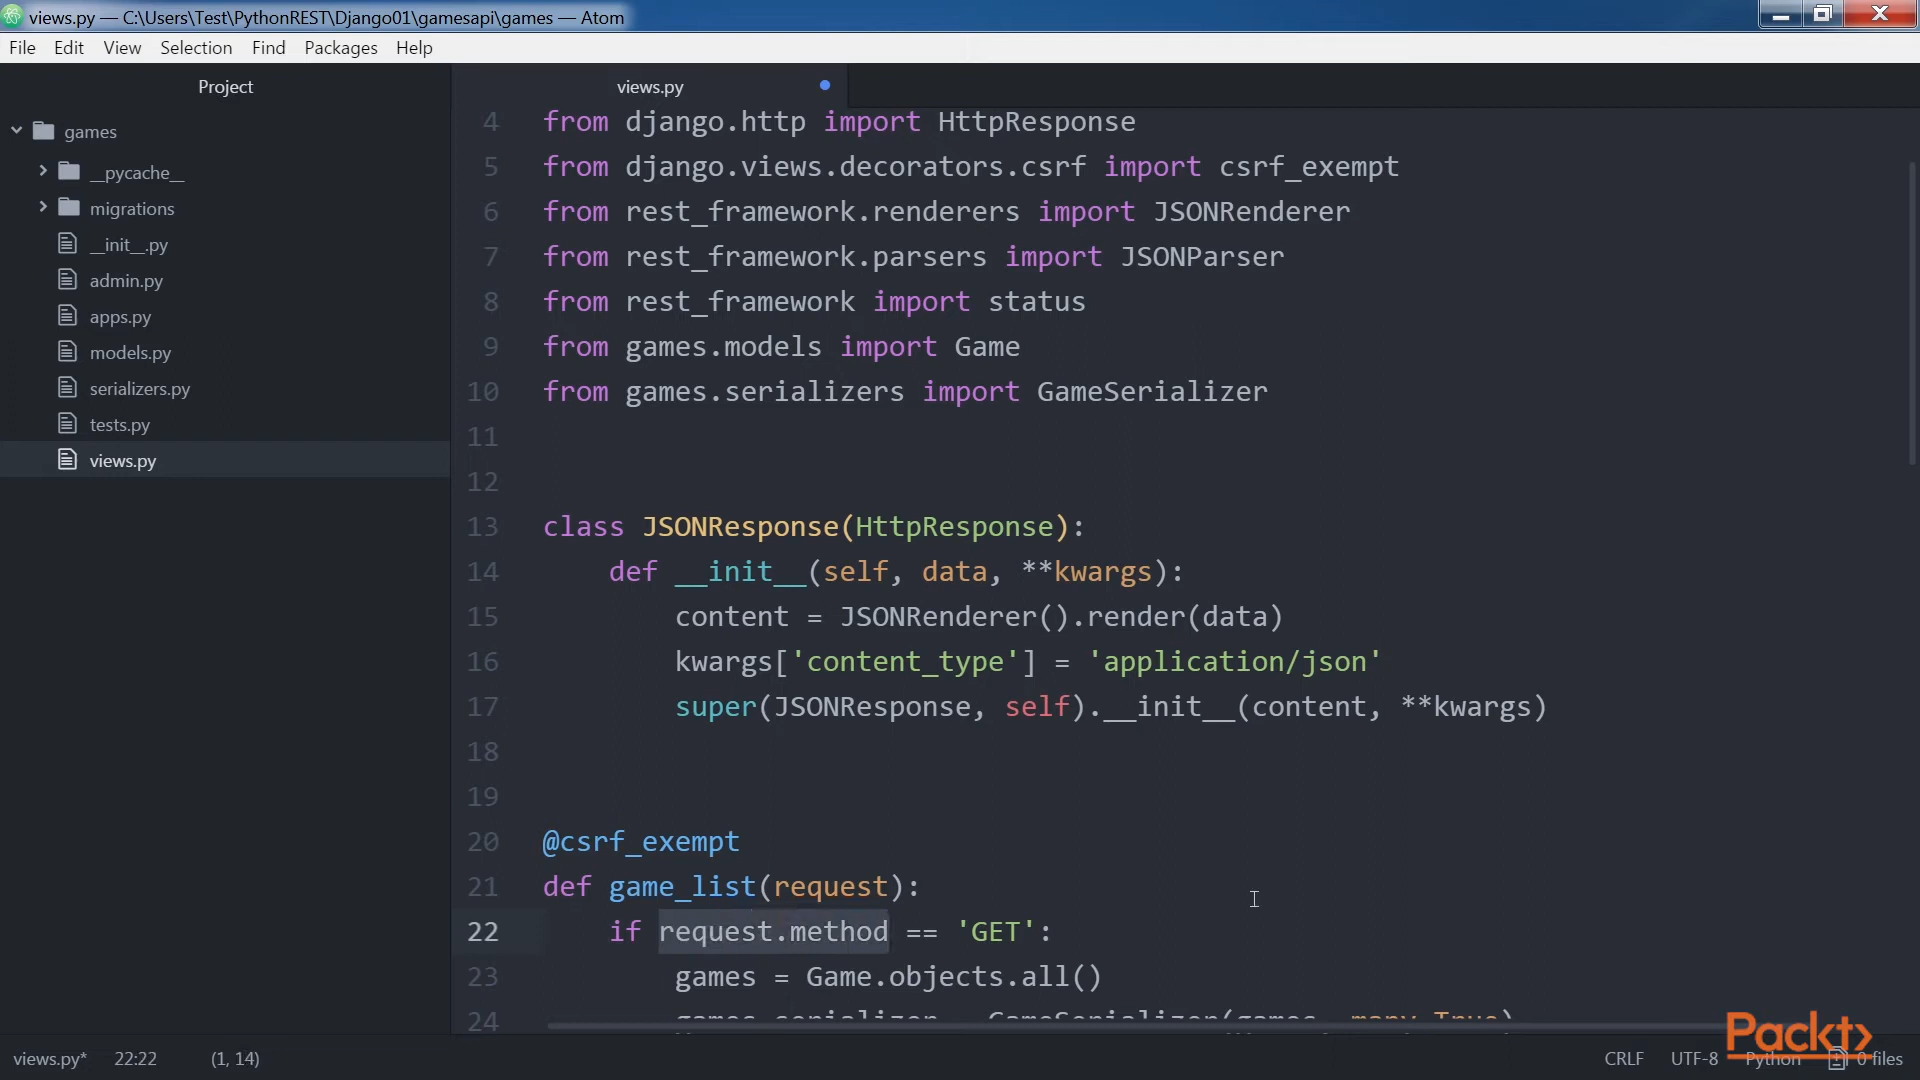 views.py — C:\Users\Test\PythonREST\Django01\gamesapi\games — Atom
File Edit View Selection Find Packages Help
Project
games
__pycache__
migrations
__init__.py
admin.py
apps.py
models.py
serializers.py
tests.py
views.py
views.py
4 from django.http import HttpResponse
5 from django.views.decorators.csrf import csrf_exempt
6 from rest_framework.renderers import JSONRenderer
7 from rest_framework.parsers import JSONParser
8 from rest_framework import status
9 from games.models import Game
10 from games.serializers import GameSerializer
11
12
13 class JSONResponse(HttpResponse):
14 def __init__(self, data, **kwargs):
15 content = JSONRenderer().render(data)
16 kwargs['content_type'] = 'application/json'
17 super(JSONResponse, self).__init__(content, **kwargs)
18
19
20 @csrf_exempt
21 def game_list(request):
22 if request.method == 'GET':
23 games = Game.objects.all()
24 games_serializer = GameSerializer(games, many=True)
Packt>
views.py* 22:22 (1, 14) CRLF UTF-8 Python 0 files